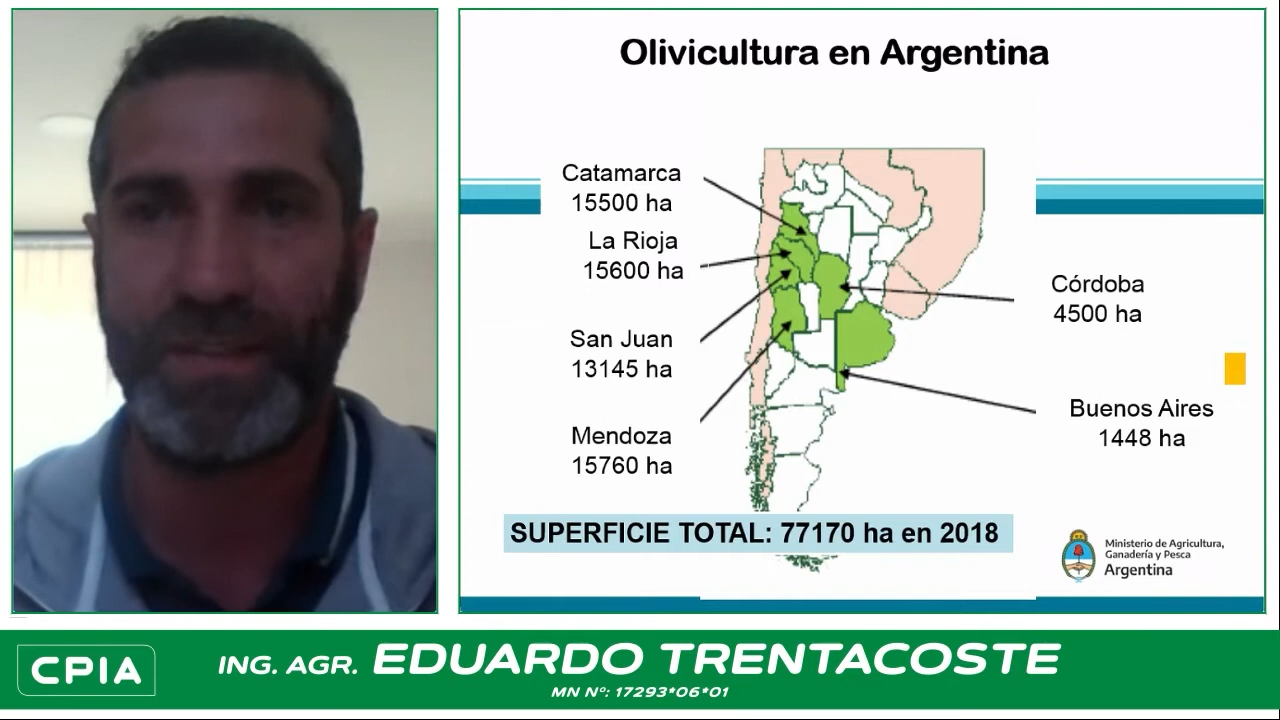 Olivicultura en Argentina
Catamarca
15500 ha
La Rioja
15600 ha
San Juan
13145 ha
Mendoza
15760 ha
Córdoba
4500 ha
Buenos Aires
1448 ha
SUPERFICIE TOTAL: 77170 ha en 2018
Ministerio de Agricultura,
Ganadería y Pesca
Argentina
CPIA
ING. AGR. EDUARDO TRENTACOSTE
MN Nº: 17293*06*01